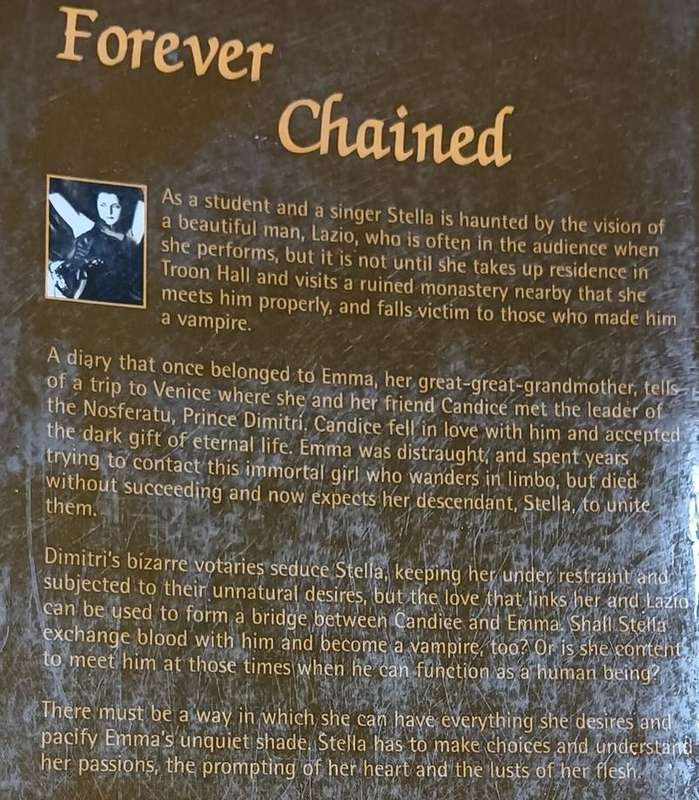 Forever
Chained
As a student and a singer Stella is haunted by the vision of
a beautiful man, Lazio, who is often in the audience when
she performs, but it is not until she takes up residence in
Troon Hall and visits a ruined monastery nearby that she
meets him properly, and falls victim to those who made him
a vampire.
A diary that once belonged to Emma, her great-great-grandmother, tells
of a trip to Venice where she and her friend Candice met the leader of
the Nosferatu, Prince Dimitri. Candice fell in love with him and accepted
the dark gift of eternal life. Emma was distraught, and spent years
trying to contact this immortal girl who wanders in limbo, but died
without succeeding and now expects her descendant, Stella, to unite
them.
Dimitri's bizarre votaries seduce Stella, keeping her under restraint and
subjected to their unnatural desires, but the love that links her and Lazio
can be used to form a bridge between Candice and Emma. Shall Stella
exchange blood with him and become a vampire, too? Or is she content
to meet him at those times when he can function as a human being?
There must be a way in which she can have everything she desires and
pacify Emma's unquiet shade. Stella has to make choices and understand
her passions, the prompting of her heart and the lusts of her flesh.